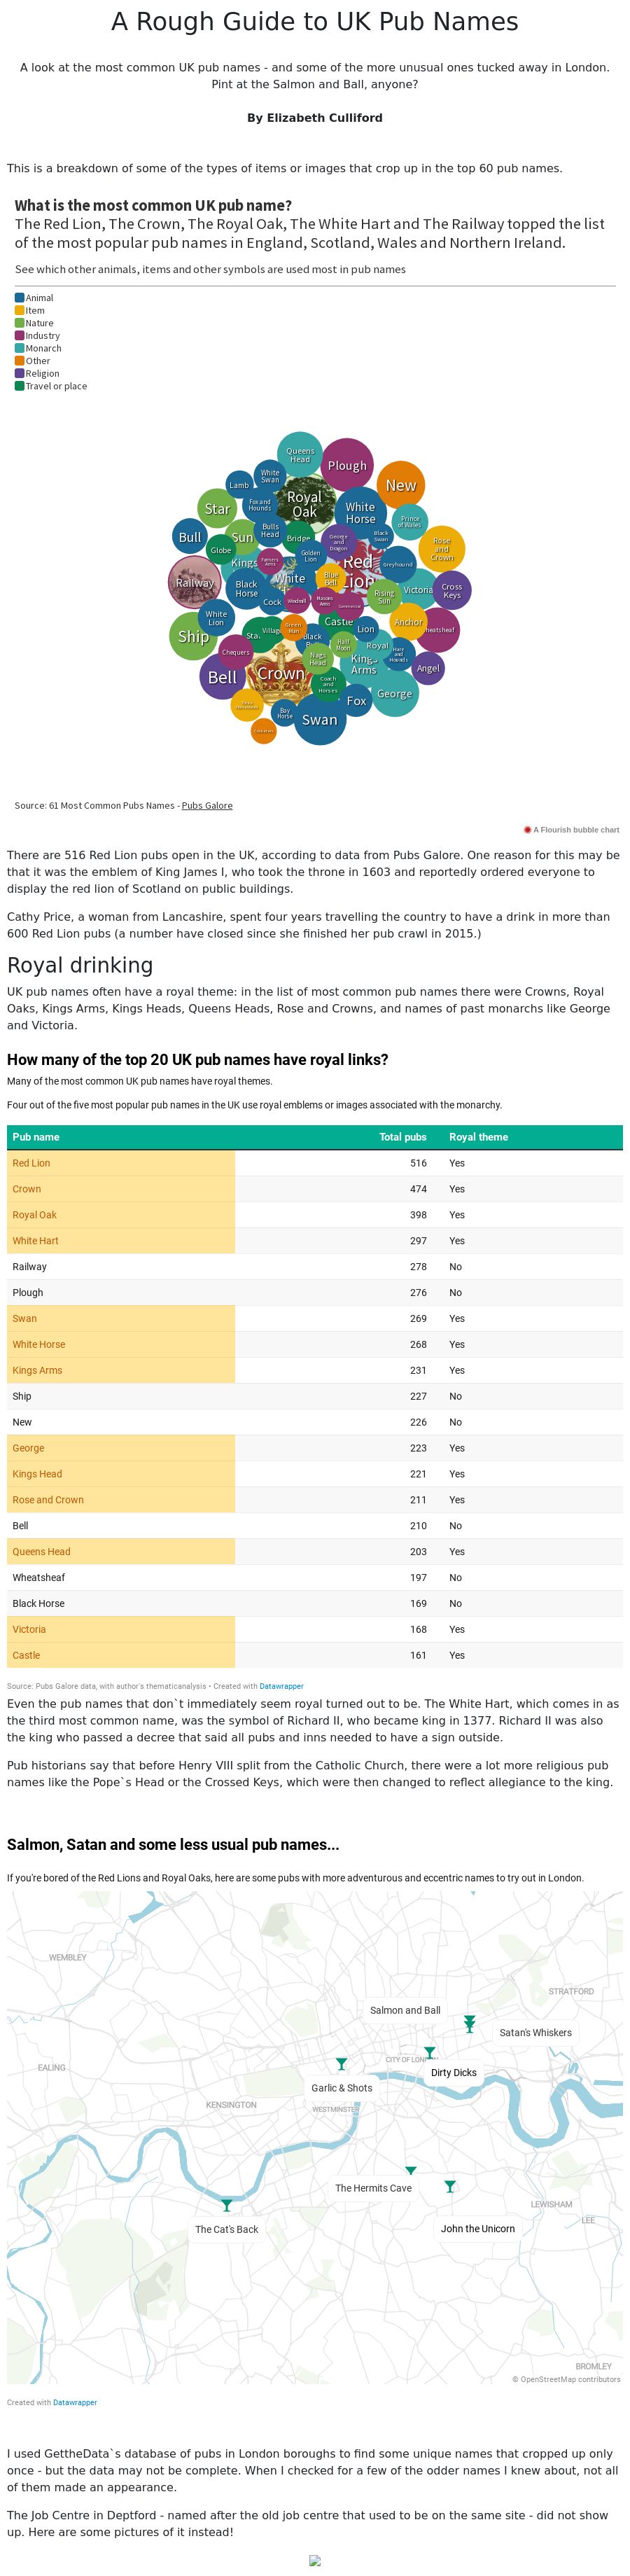 A Rough Guide to UK Pub Names
A look at the most common UK pub names - and some of the more unusual ones tucked away in London.
Pint at the Salmon and Ball, anyone?
By Elizabeth Culliford
This is a breakdown of some of the types of items or images that crop up in the top 60 pub names.
What is the most common UK pub name?
The Red Lion, The Crown, The Royal Oak, The White Hart and The Railway topped the list
of the most popular pub names in England, Scotland, Wales and Northern Ireland.
See which other animals, items and other symbols are used most in pub names
Animal
Item
Nature
Industry
Monarch
Other
Religion
Travel or place
Queens
Head
Plough
White
Swan
Lamb
New
Royal
Oak
Fox and
Hounds
White
Horse
Star
Prince
of Wales
Bulls
Head
Bull
Sun
Bridge
George
and
Dragon
Black
Swan
Rose
and
Crown
Globe
Golden
Lion
Kings
Farmers
Arms
Red
Lion
Greyhound
Railway
White
Blue
Bell
Black
Horse
Victoria
Cross
Keys
Rising
Sun
Cock
Windmill
Masons
Arms
Commercial
White
Lion
Castle
Anchor
Wheatsheaf
Ship
Village
Green
Man
Lion
Black
Half
Moon
Royal
Hare
and
Hounds
Chequers
Nags
Head
Kings
Arms
Angel
Bell
Crown
Coach
and
Horses
George
Fox
Bay
Horse
Swan
Source: 61 Most Common Pubs Names - Pubs Galore
A Flourish bubble chart
There are 516 Red Lion pubs open in the UK, according to data from Pubs Galore. One reason for this may be
that it was the emblem of King James I, who took the throne in 1603 and reportedly ordered everyone to
display the red lion of Scotland on public buildings.
Cathy Price, a woman from Lancashire, spent four years travelling the country to have a drink in more than
600 Red Lion pubs (a number have closed since she finished her pub crawl in 2015.)
Royal drinking
UK pub names often have a royal theme: in the list of most common pub names there were Crowns, Royal
Oaks, Kings Arms, Kings Heads, Queens Heads, Rose and Crowns, and names of past monarchs like George
and Victoria.
How many of the top 20 UK pub names have royal links?
Many of the most common UK pub names have royal themes.
Four out of the five most popular pub names in the UK use royal emblems or images associated with the monarchy.
Pub name Total pubs Royal theme
Red Lion 516 Yes
Crown 474 Yes
Royal Oak 398 Yes
White Hart 297 Yes
Railway 278 No
Plough 276 No
Swan 269 Yes
White Horse 268 Yes
Kings Arms 231 Yes
Ship 227 No
New 226 No
George 223 Yes
Kings Head 221 Yes
Rose and Crown 211 Yes
Bell 210 No
Queens Head 203 Yes
Wheatsheaf 197 No
Black Horse 169 No
Victoria 168 Yes
Castle 161 Yes
Source: Pubs Galore data, with author's thematicanalysis • Created with Datawrapper
Even the pub names that don`t immediately seem royal turned out to be. The White Hart, which comes in as
the third most common name, was the symbol of Richard II, who became king in 1377. Richard II was also
the king who passed a decree that said all pubs and inns needed to have a sign outside.
Pub historians say that before Henry VIII split from the Catholic Church, there were a lot more religious pub
names like the Pope`s Head or the Crossed Keys, which were then changed to reflect allegiance to the king.
Salmon, Satan and some less usual pub names...
If you're bored of the Red Lions and Royal Oaks, here are some pubs with more adventurous and eccentric names to try out in London.
WEMBLEY
STRATFORD
Salmon and Ball
Satan's Whiskers
CITY OF LONDON
EALING
Dirty Dicks
Garlic & Shots
KENSINGTON
WESTMINSTER
The Hermits Cave
LEWISHAM
LEE
The Cat's Back
John the Unicorn
BROMLEY
© OpenStreetMap contributors
Created with Datawrapper
I used GettheData`s database of pubs in London boroughs to find some unique names that cropped up only
once - but the data may not be complete. When I checked for a few of the odder names I knew about, not all
of them made an appearance.
The Job Centre in Deptford - named after the old job centre that used to be on the same site - did not show
up. Here are some pictures of it instead!